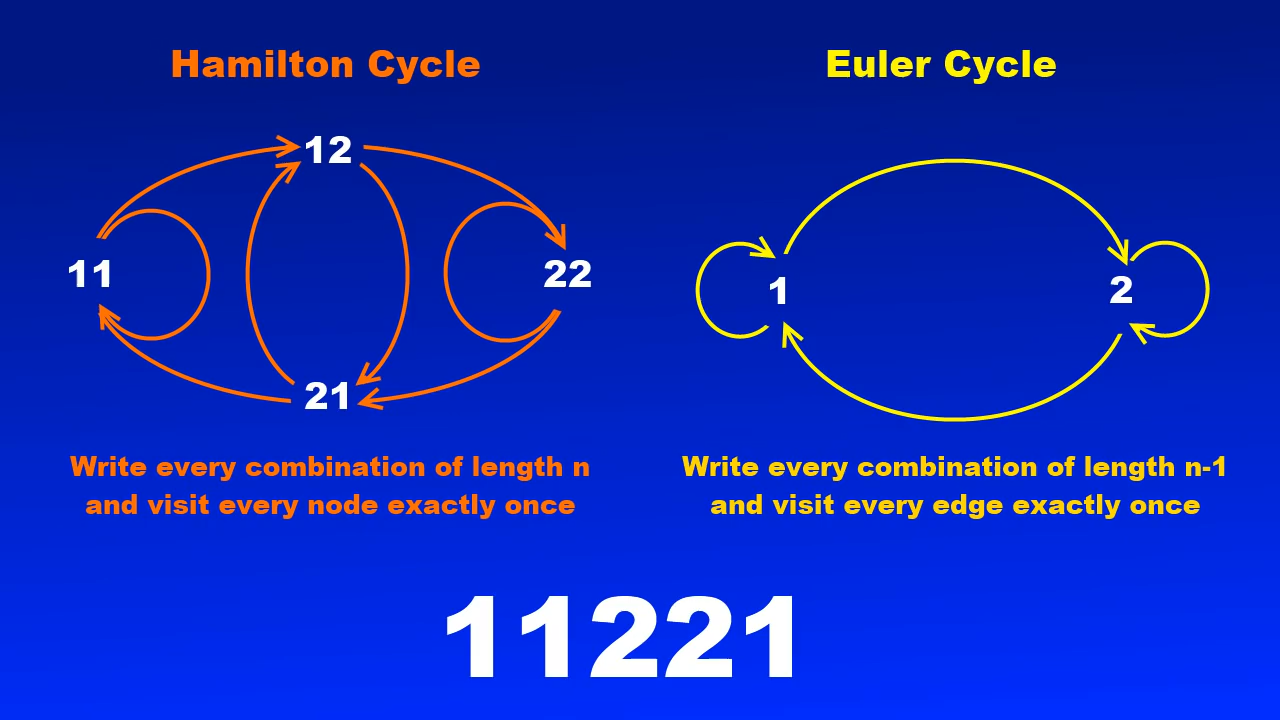 Hamilton Cycle
12
11
22
21
Write every combination of length n
and visit every node exactly once
Euler Cycle
1
2
Write every combination of length n-1
and visit every edge exactly once
11221